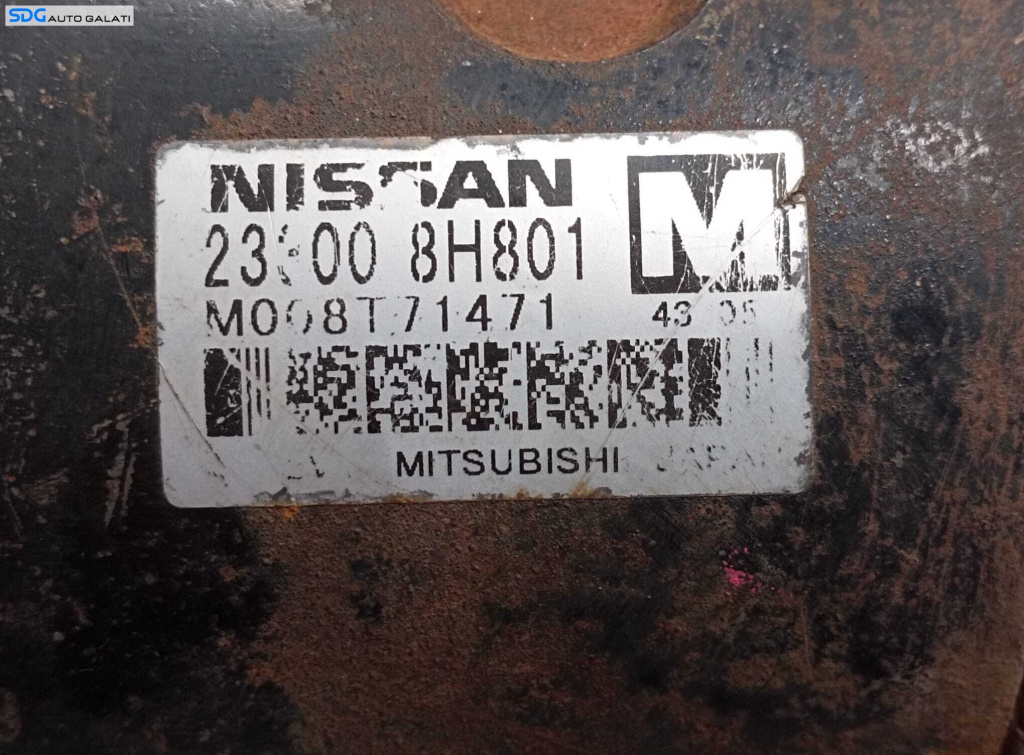 SDG AUTO GALATI
NISSAN
M
23300 8H801
M008T71471
43 05
MITSUBISHI JAPAN